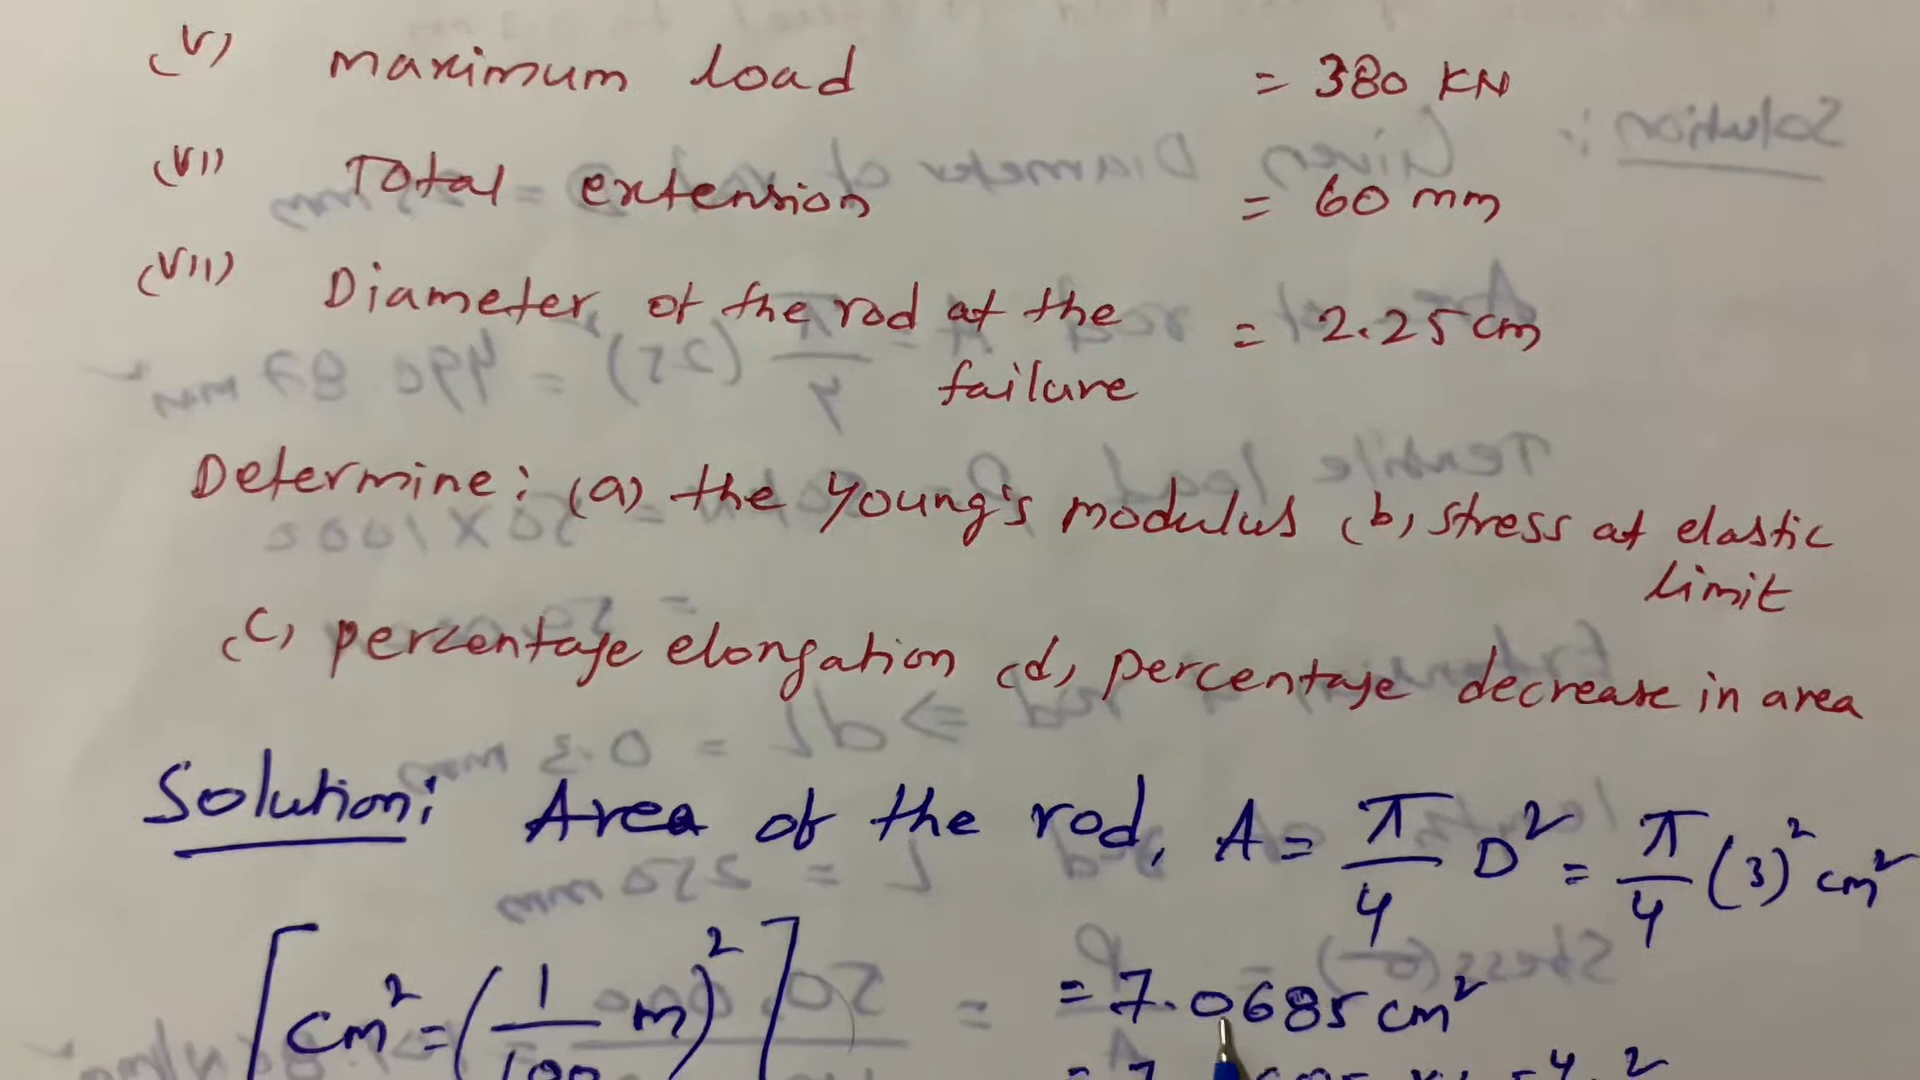 (V) maximum load = 380 KN
(VI) Total extension = 60 mm
(VII) Diameter of the rod at the = 2.25 cm
failure
Determine: (a) the Young's modulus (b) stress at elastic
limit
(c) percentage elongation (d) percentage decrease in area
Solution: Area of the rod, A = π/4 D² = π/4 (3)² cm²
[cm² = (1/100 m)²] = 7.0685 cm²